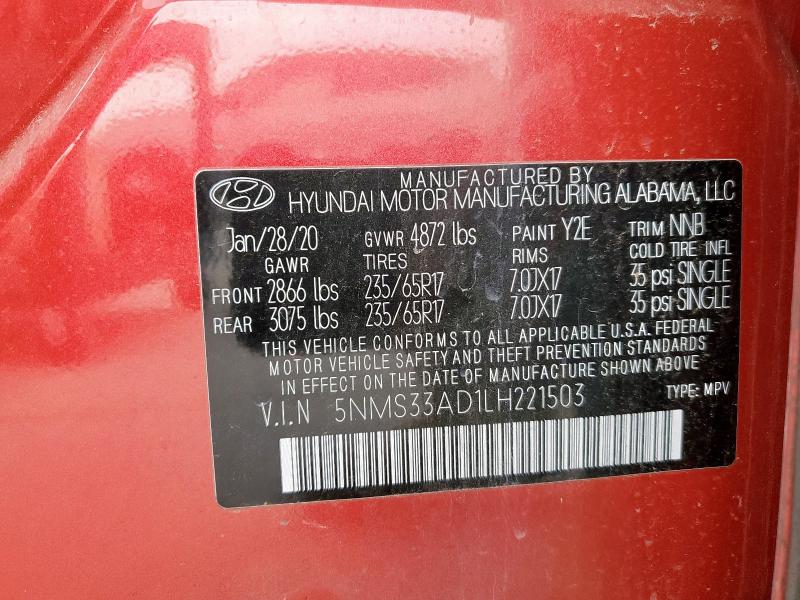 MANUFACTURED BY
HYUNDAI MOTOR MANUFACTURING ALABAMA, LLC
Jan/28/20 GVWR 4872 lbs PAINT Y2E TRIM NNB
GAWR TIRES RIMS COLD TIRE INFL
FRONT 2866 lbs 235/65R17 7.0JX17 35 psi SINGLE
REAR 3075 lbs 235/65R17 7.0JX17 35 psi SINGLE
THIS VEHICLE CONFORMS TO ALL APPLICABLE U.S.A. FEDERAL
MOTOR VEHICLE SAFETY AND THEFT PREVENTION STANDARDS
IN EFFECT ON THE DATE OF MANUFACTURE SHOWN ABOVE
V.I.N 5NMS33AD1LH221503 TYPE: MPV